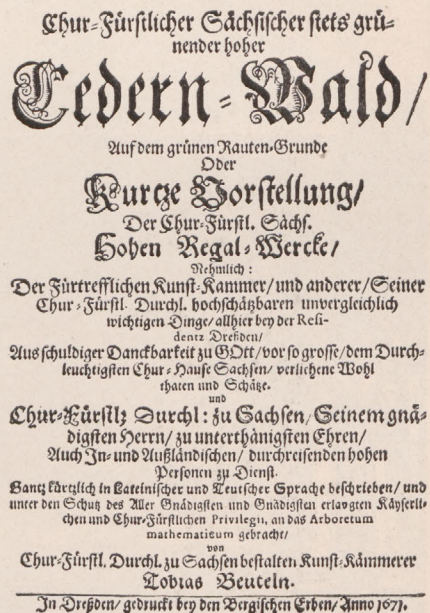 Chur-Fürstlicher Sächsischer stets grü-
nender hoher
Cedern-Wald/
Auf dem grünen Rauten-Grunde
Oder
Kurtze Vorstellung/
Der Chur-Fürstl. Sächs.
Hohen Regal-Wercke/
Nehmlich:
Der Fürtrefflichen Kunst-Kammer/und anderer/Seiner
Chur-Fürstl. Durchl. hochschätzbaren unvergleichlich
wichtigen Dinge/allhier bey der Resi-
dentz Dreßden/
Aus schuldiger Danckbarkeit zu GOtt/vor so grosse/dem Durch-
leuchtigsten Chur-Hause Sachsen/verliehene Wohl
thaten und Schätze.
und
Chur-Fürstl: Durchl: zu Sachsen/Seinem gnä-
digsten Herrn/zu unterthänigsten Ehren/
Auch In- und Außländischen/durchreisenden hohen
Personen zu Dienst.
Gantz kürtzlich in Lateinischer und Teutscher Sprache beschrieben/und
unter den Schutz des Aller Gnädigsten und Gnädigsten erlangten Käyserli-
chen und Chur-Fürstlichen Privilegii, an das Arboretum
mathematicum gebracht/
von
Chur-Fürstl. Durchl. zu Sachsen bestalten Kunst-Kämmerer
Tobias Beuteln.
In Dreßden/gedruckt bey den Bergischen Erben/Anno 1671.